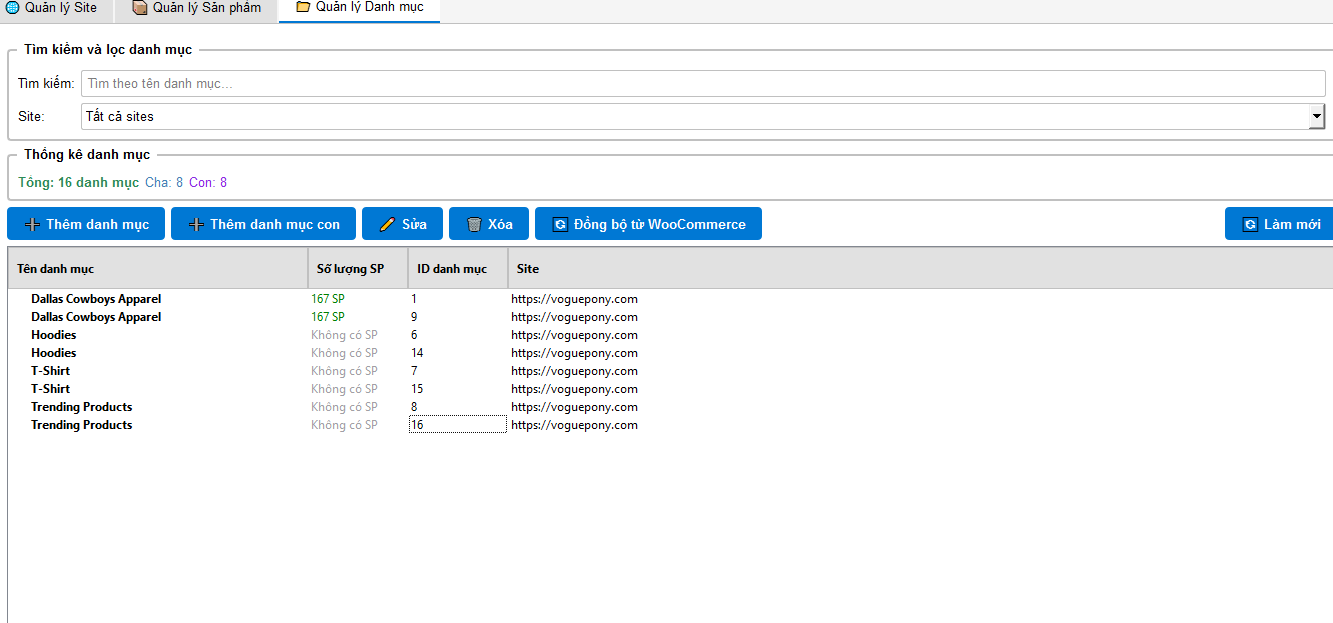 Quản lý Site Quản lý Sản phẩm Quản lý Danh mục
Tìm kiếm và lọc danh mục
Tìm kiếm: Tìm theo tên danh mục...
Site: Tất cả sites
Thống kê danh mục
Tổng: 16 danh mục Cha: 8 Con: 8
Thêm danh mục Thêm danh mục con Sửa Xóa Đồng bộ từ WooCommerce Làm mới
Tên danh mục Số lượng SP ID danh mục Site
Dallas Cowboys Apparel 167 SP 1 https://voguepony.com
Dallas Cowboys Apparel 167 SP 9 https://voguepony.com
Hoodies Không có SP 6 https://voguepony.com
Hoodies Không có SP 14 https://voguepony.com
T-Shirt Không có SP 7 https://voguepony.com
T-Shirt Không có SP 15 https://voguepony.com
Trending Products Không có SP 8 https://voguepony.com
Trending Products Không có SP 16 https://voguepony.com